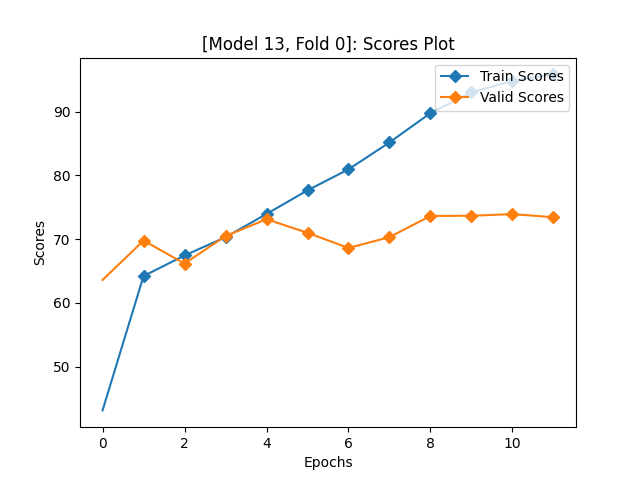 [Model 13, Fold 0]: Scores Plot
Train Scores
Valid Scores
90
80
70
60
50
Scores
0 2 4 6 8 10
Epochs